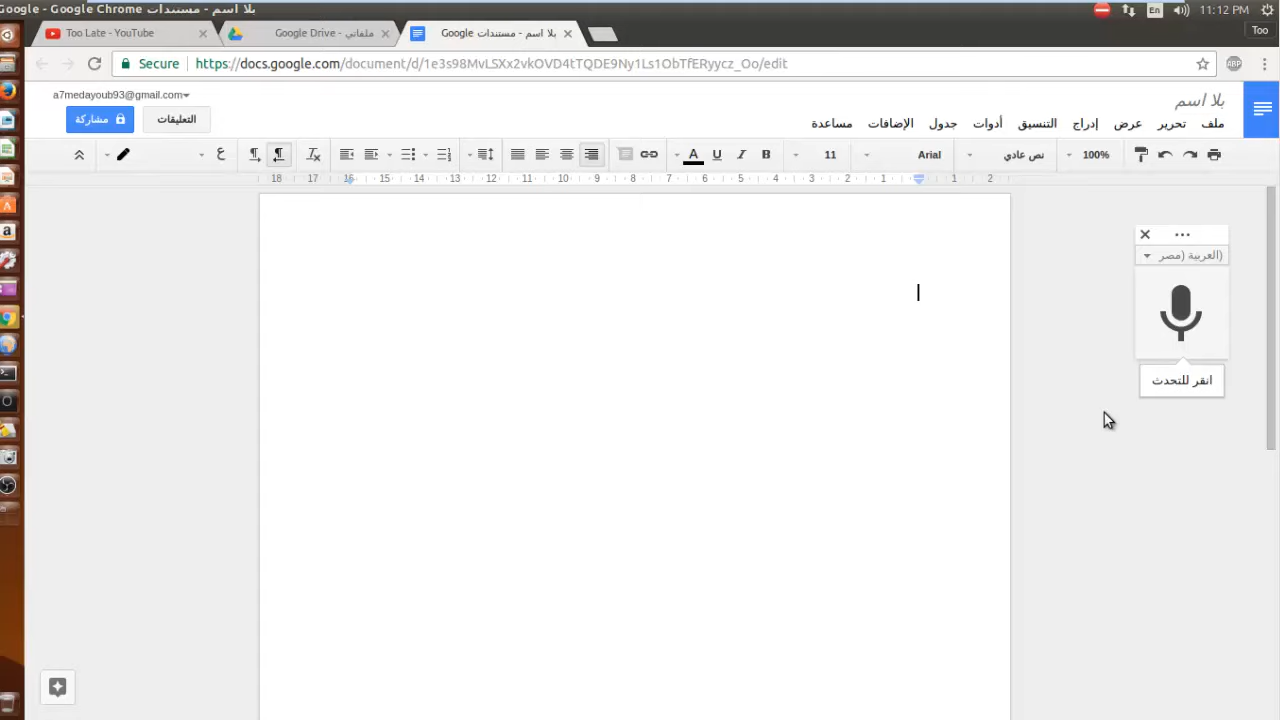 بلا اسم - مستندات Google - Google Chrome
En
11:12 PM
Too Late - YouTube
ملفاتي - Google Drive
بلا اسم - مستندات Google
Too
Secure
https://docs.google.com/document/d/1e3s98MvLSXx2vkOVD4tTQDE9Ny1Ls1ObTfERyycz_Oo/edit
ABP
a7medayoub93@gmail.com
بلا اسم
مشاركة
التعليقات
ملف تحرير عرض إدراج التنسيق أدوات جدول الإضافات مساعدة
100% نص عادي Arial 11 B I U A ع
18 17 16 15 14 13 12 11 10 9 8 7 6 5 4 3 2 1 1 2
العربية (مصر)
انقر للتحدث